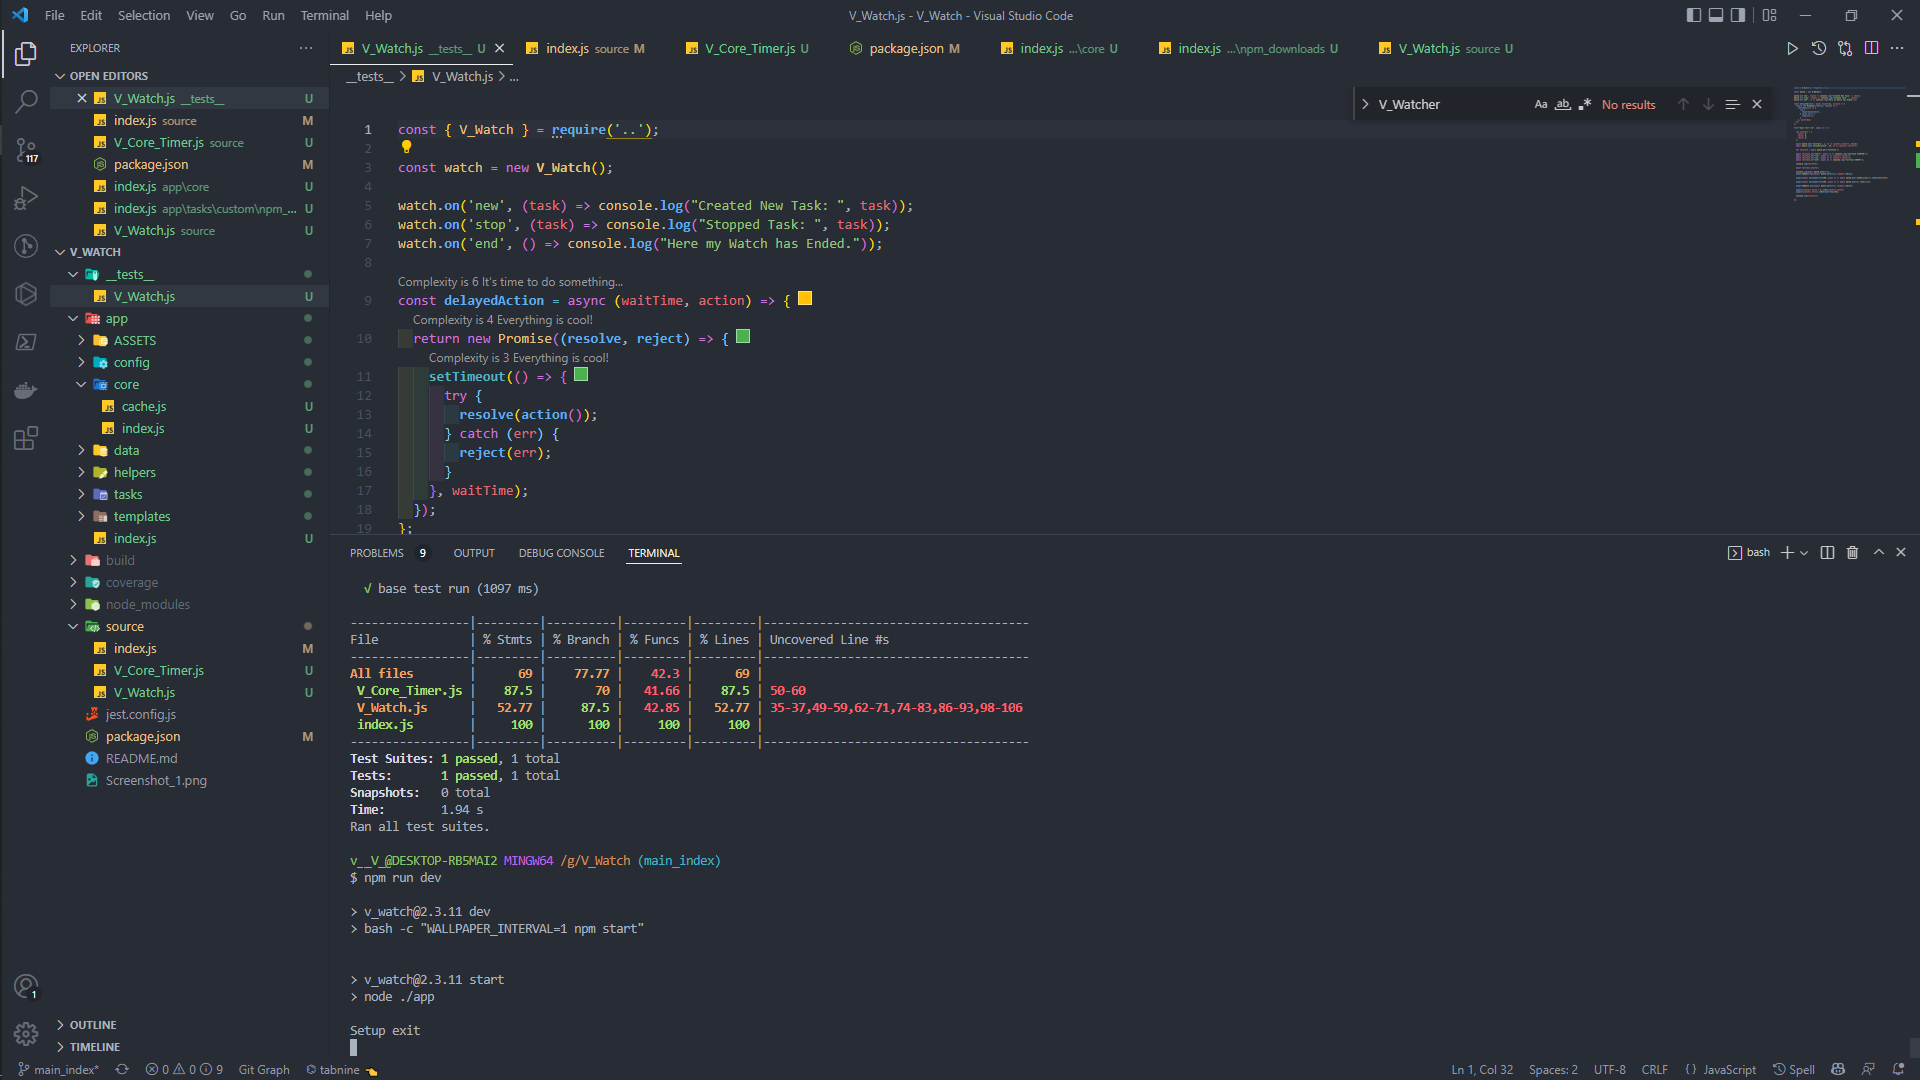 File Edit Selection View Go Run Terminal Help
V_Watch.js - V_Watch - Visual Studio Code
EXPLORER
OPEN EDITORS
V_Watch.js __tests__ U
index.js source M
V_Core_Timer.js source U
package.json M
index.js app\core U
index.js app\tasks\custom\npm_... U
V_Watch.js source U
V_WATCH
__tests__
V_Watch.js U
app
ASSETS
config
core
cache.js U
index.js U
data
helpers
tasks
templates
index.js U
build
coverage
node_modules
source
index.js M
V_Core_Timer.js U
V_Watch.js U
jest.config.js
package.json M
README.md
Screenshot_1.png
OUTLINE
TIMELINE
117
1
V_Watch.js __tests__ U
index.js source M
V_Core_Timer.js U
package.json M
index.js ...\core U
index.js ...\npm_downloads U
V_Watch.js source U
__tests__ > V_Watch.js > ...
V_Watcher Aa ab No results
1 const { V_Watch } = require('..');
2
3 const watch = new V_Watch();
4
5 watch.on('new', (task) => console.log("Created New Task: ", task));
6 watch.on('stop', (task) => console.log("Stopped Task: ", task));
7 watch.on('end', () => console.log("Here my Watch has Ended."));
8
Complexity is 6 It's time to do something...
9 const delayedAction = async (waitTime, action) => {
Complexity is 4 Everything is cool!
10 return new Promise((resolve, reject) => {
Complexity is 3 Everything is cool!
11 setTimeout(() => {
12 try {
13 resolve(action());
14 } catch (err) {
15 reject(err);
16 }
17 }, waitTime);
18 });
19 };
PROBLEMS 9 OUTPUT DEBUG CONSOLE TERMINAL
bash
√ base test run (1097 ms)
-----------------|---------|----------|---------|---------|--------------------------------------
File | % Stmts | % Branch | % Funcs | % Lines | Uncovered Line #s
-----------------|---------|----------|---------|---------|--------------------------------------
All files | 69 | 77.77 | 42.3 | 69 |
V_Core_Timer.js | 87.5 | 70 | 41.66 | 87.5 | 50-60
V_Watch.js | 52.77 | 87.5 | 42.85 | 52.77 | 35-37,49-59,62-71,74-83,86-93,98-106
index.js | 100 | 100 | 100 | 100 |
-----------------|---------|----------|---------|---------|--------------------------------------
Test Suites: 1 passed, 1 total
Tests: 1 passed, 1 total
Snapshots: 0 total
Time: 1.94 s
Ran all test suites.
v__V_@DESKTOP-RB5MAI2 MINGW64 /g/V_Watch (main_index)
$ npm run dev
> v_watch@2.3.11 dev
> bash -c "WALLPAPER_INTERVAL=1 npm start"
> v_watch@2.3.11 start
> node ./app
Setup exit
main_index* 0 0 9 Git Graph tabnine
Ln 1, Col 32 Spaces: 2 UTF-8 CRLF {} JavaScript Spell